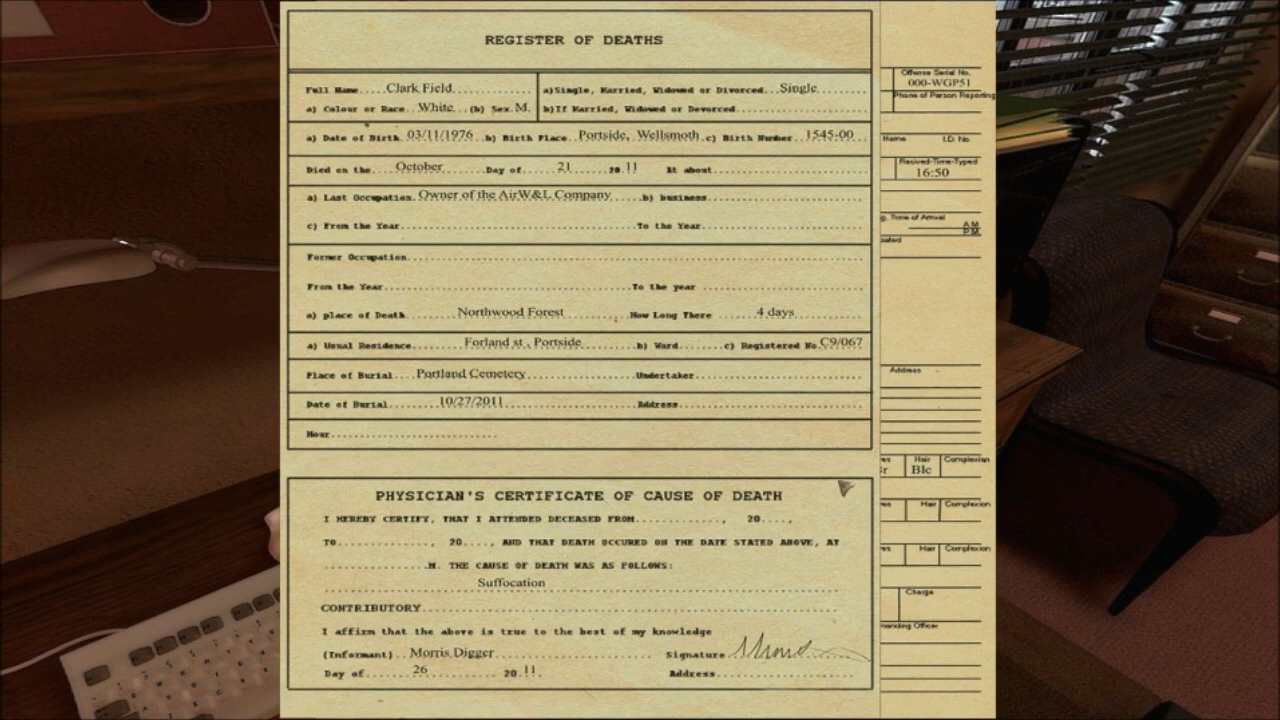 REGISTER OF DEATHS
Full Name Clark Field a)Single, Married, Widowed or Divorced. Single
a) Colour or Race. White (b) Sex M. b)If Married, Widowed or Devorced.
a) Date of Birth 03/11/1976 b) Birth Place Portside, Wellsmoth c) Birth Number 1545-00
Died on the October Day of 21 20 11 At about
a) Last Occupation Owner of the AirW&L Company b) business
c) From the Year To the Year
Former Occupation
From the Year To the year
a) place of Death Northwood Forest How Long There 4 days
a) Usual Residence Forland st , Portside b) Ward c) Registered No C9/067
Place of Burial Portland Cemetery Undertaker
Date of Burial 10/27/2011 Address
Hour
PHYSICIAN'S CERTIFICATE OF CAUSE OF DEATH
I HEREBY CERTIFY, THAT I ATTENDED DECEASED FROM , 20 ,
TO , 20 , AND THAT DEATH OCCURED ON THE DATE STATED ABOVE, AT
M. THE CAUSE OF DEATH WAS AS FOLLOWS:
Suffocation
CONTRIBUTORY
I affirm that the above is true to the best of my knowledge
(Informant) Morris Digger Signature
Day of 26 20 11 Address
Offense Serial No.
000-WGP51
Phone of Person Reporting
Name I.D. No.
Recived-Time-Typed
16:50
Time of Arrival
AM
PM
Address
Hair Complexian
Blc
Hair Complexion
Hair Complexion
Charge
Officer